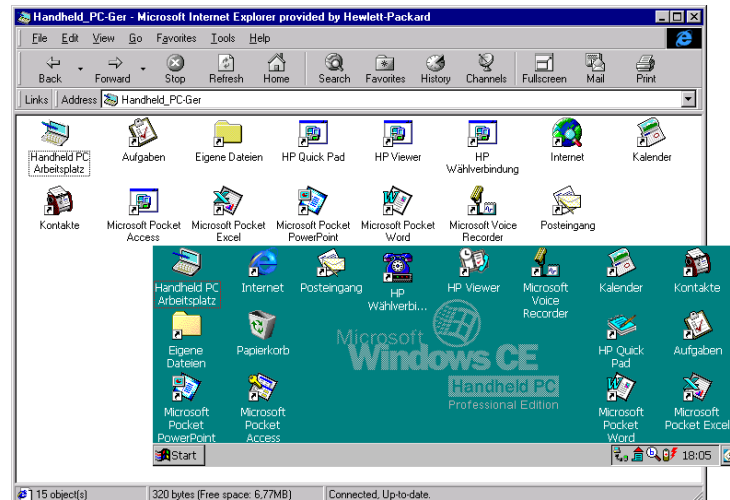 Handheld_PC-Ger - Microsoft Internet Explorer provided by Hewlett-Packard
File Edit View Go Favorites Tools Help
Back Forward Stop Refresh Home Search Favorites History Channels Fullscreen Mail Print
Links Address Handheld_PC-Ger
Handheld PC Arbeitsplatz
Aufgaben
Eigene Dateien
HP Quick Pad
HP Viewer
HP Wählverbindung
Internet
Kalender
Kontakte
Microsoft Pocket Access
Microsoft Pocket Excel
Microsoft Pocket PowerPoint
Microsoft Pocket Word
Microsoft Voice Recorder
Posteingang
Handheld PC Arbeitsplatz
Internet
Posteingang
HP Wählverbi...
HP Viewer
Microsoft Voice Recorder
Kalender
Kontakte
Eigene Dateien
Papierkorb
Microsoft
Windows CE
Handheld PC
Professional Edition
HP Quick Pad
Aufgaben
Microsoft Pocket PowerPoint
Microsoft Pocket Access
Microsoft Pocket Word
Microsoft Pocket Excel
Start 18:05
15 object(s) 320 bytes (Free space: 6,77MB) Connected, Up-to-date.